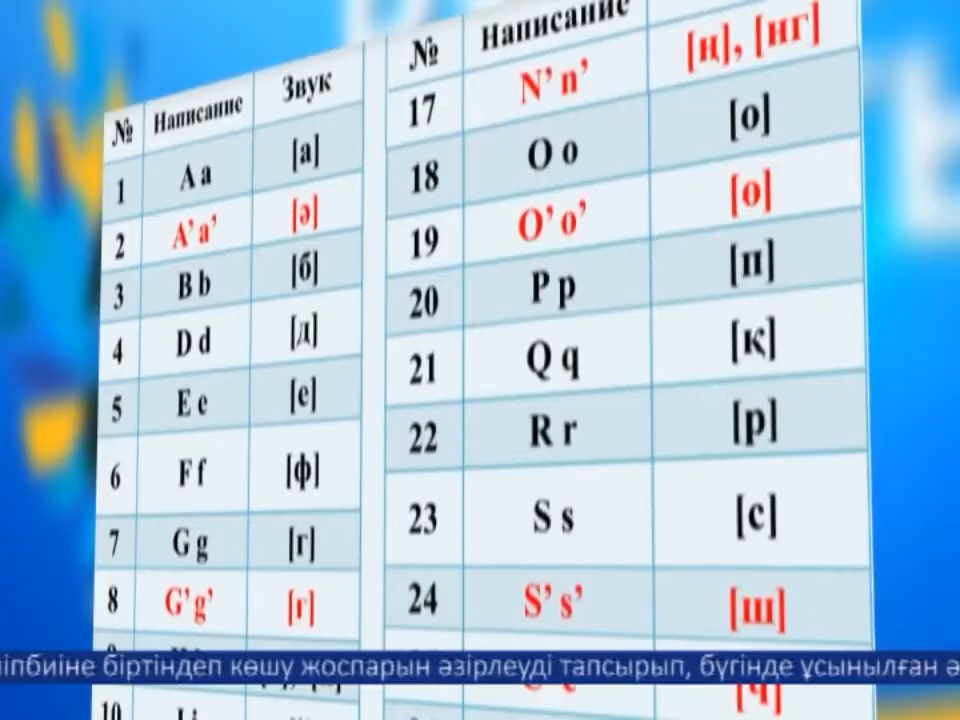 № Написание Звук
1 A a [а]
2 A’ a’ [ә]
3 B b [б]
4 D d [д]
5 E e [е]
6 F f [ф]
7 G g [г]
8 G’ g’ [г]
10
№ Написание
17 N’ n’ [ң], [нг]
18 O o [о]
19 O’ o’ [о]
20 P p [п]
21 Q q [қ]
22 R r [р]
23 S s [с]
24 S’ s’ [ш]
[ч]
біртіндеп көшу жоспарын әзірлеуді тапсырып, бүгінде ұсынылған